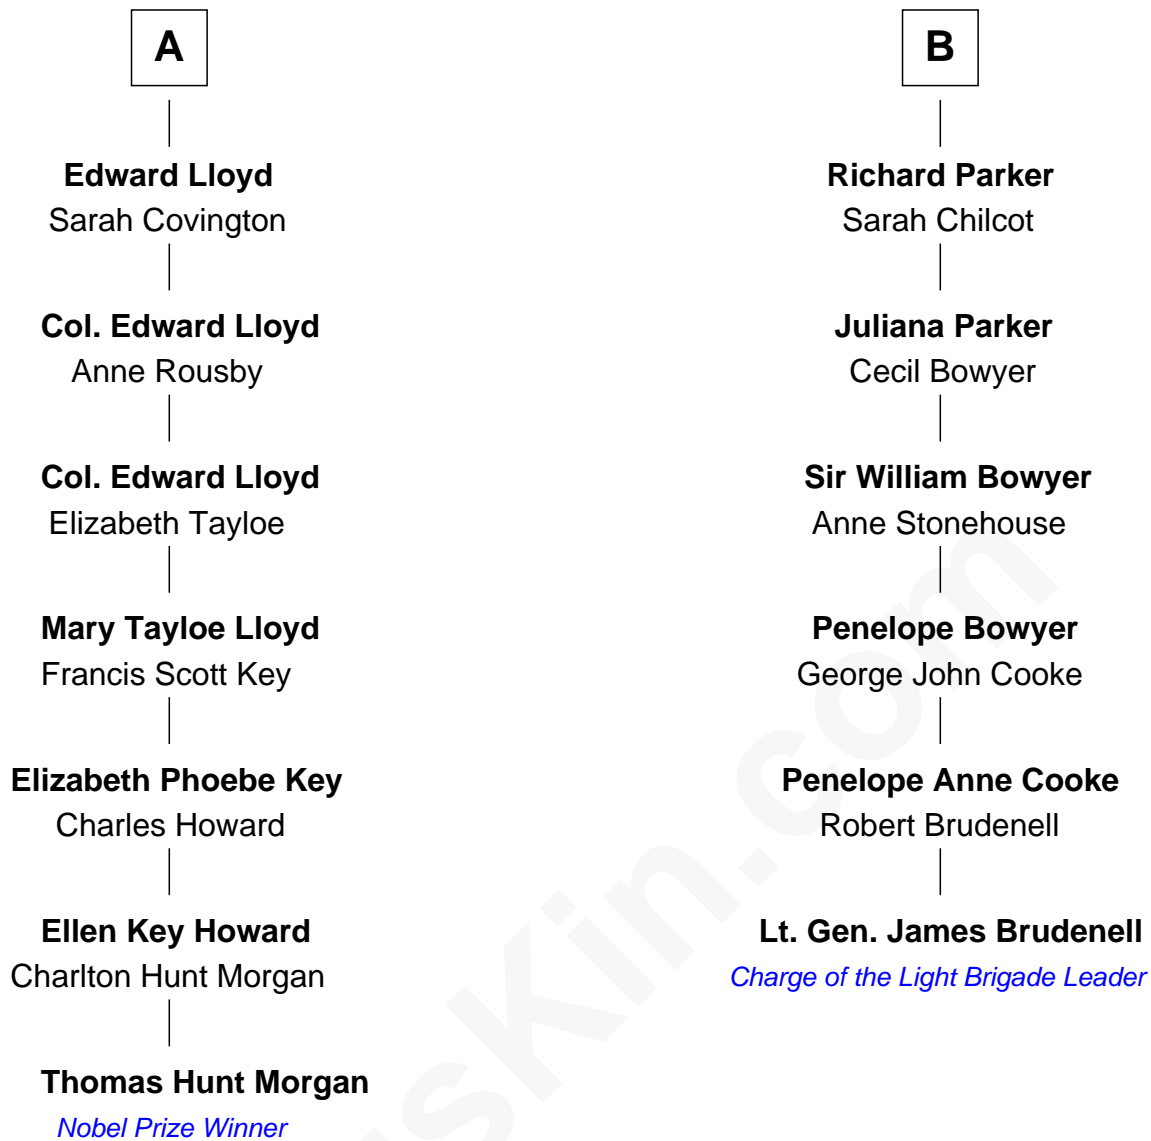 A
Edward Lloyd
Sarah Covington
Col. Edward Lloyd
Anne Rousby
Col. Edward Lloyd
Elizabeth Tayloe
Mary Tayloe Lloyd
Francis Scott Key
Elizabeth Phoebe Key
Charles Howard
Ellen Key Howard
Charlton Hunt Morgan
Thomas Hunt Morgan
Nobel Prize Winner
B
Richard Parker
Sarah Chilcot
Juliana Parker
Cecil Bowyer
Sir William Bowyer
Anne Stonehouse
Penelope Bowyer
George John Cooke
Penelope Anne Cooke
Robert Brudenell
Lt. Gen. James Brudenell
Charge of the Light Brigade Leader